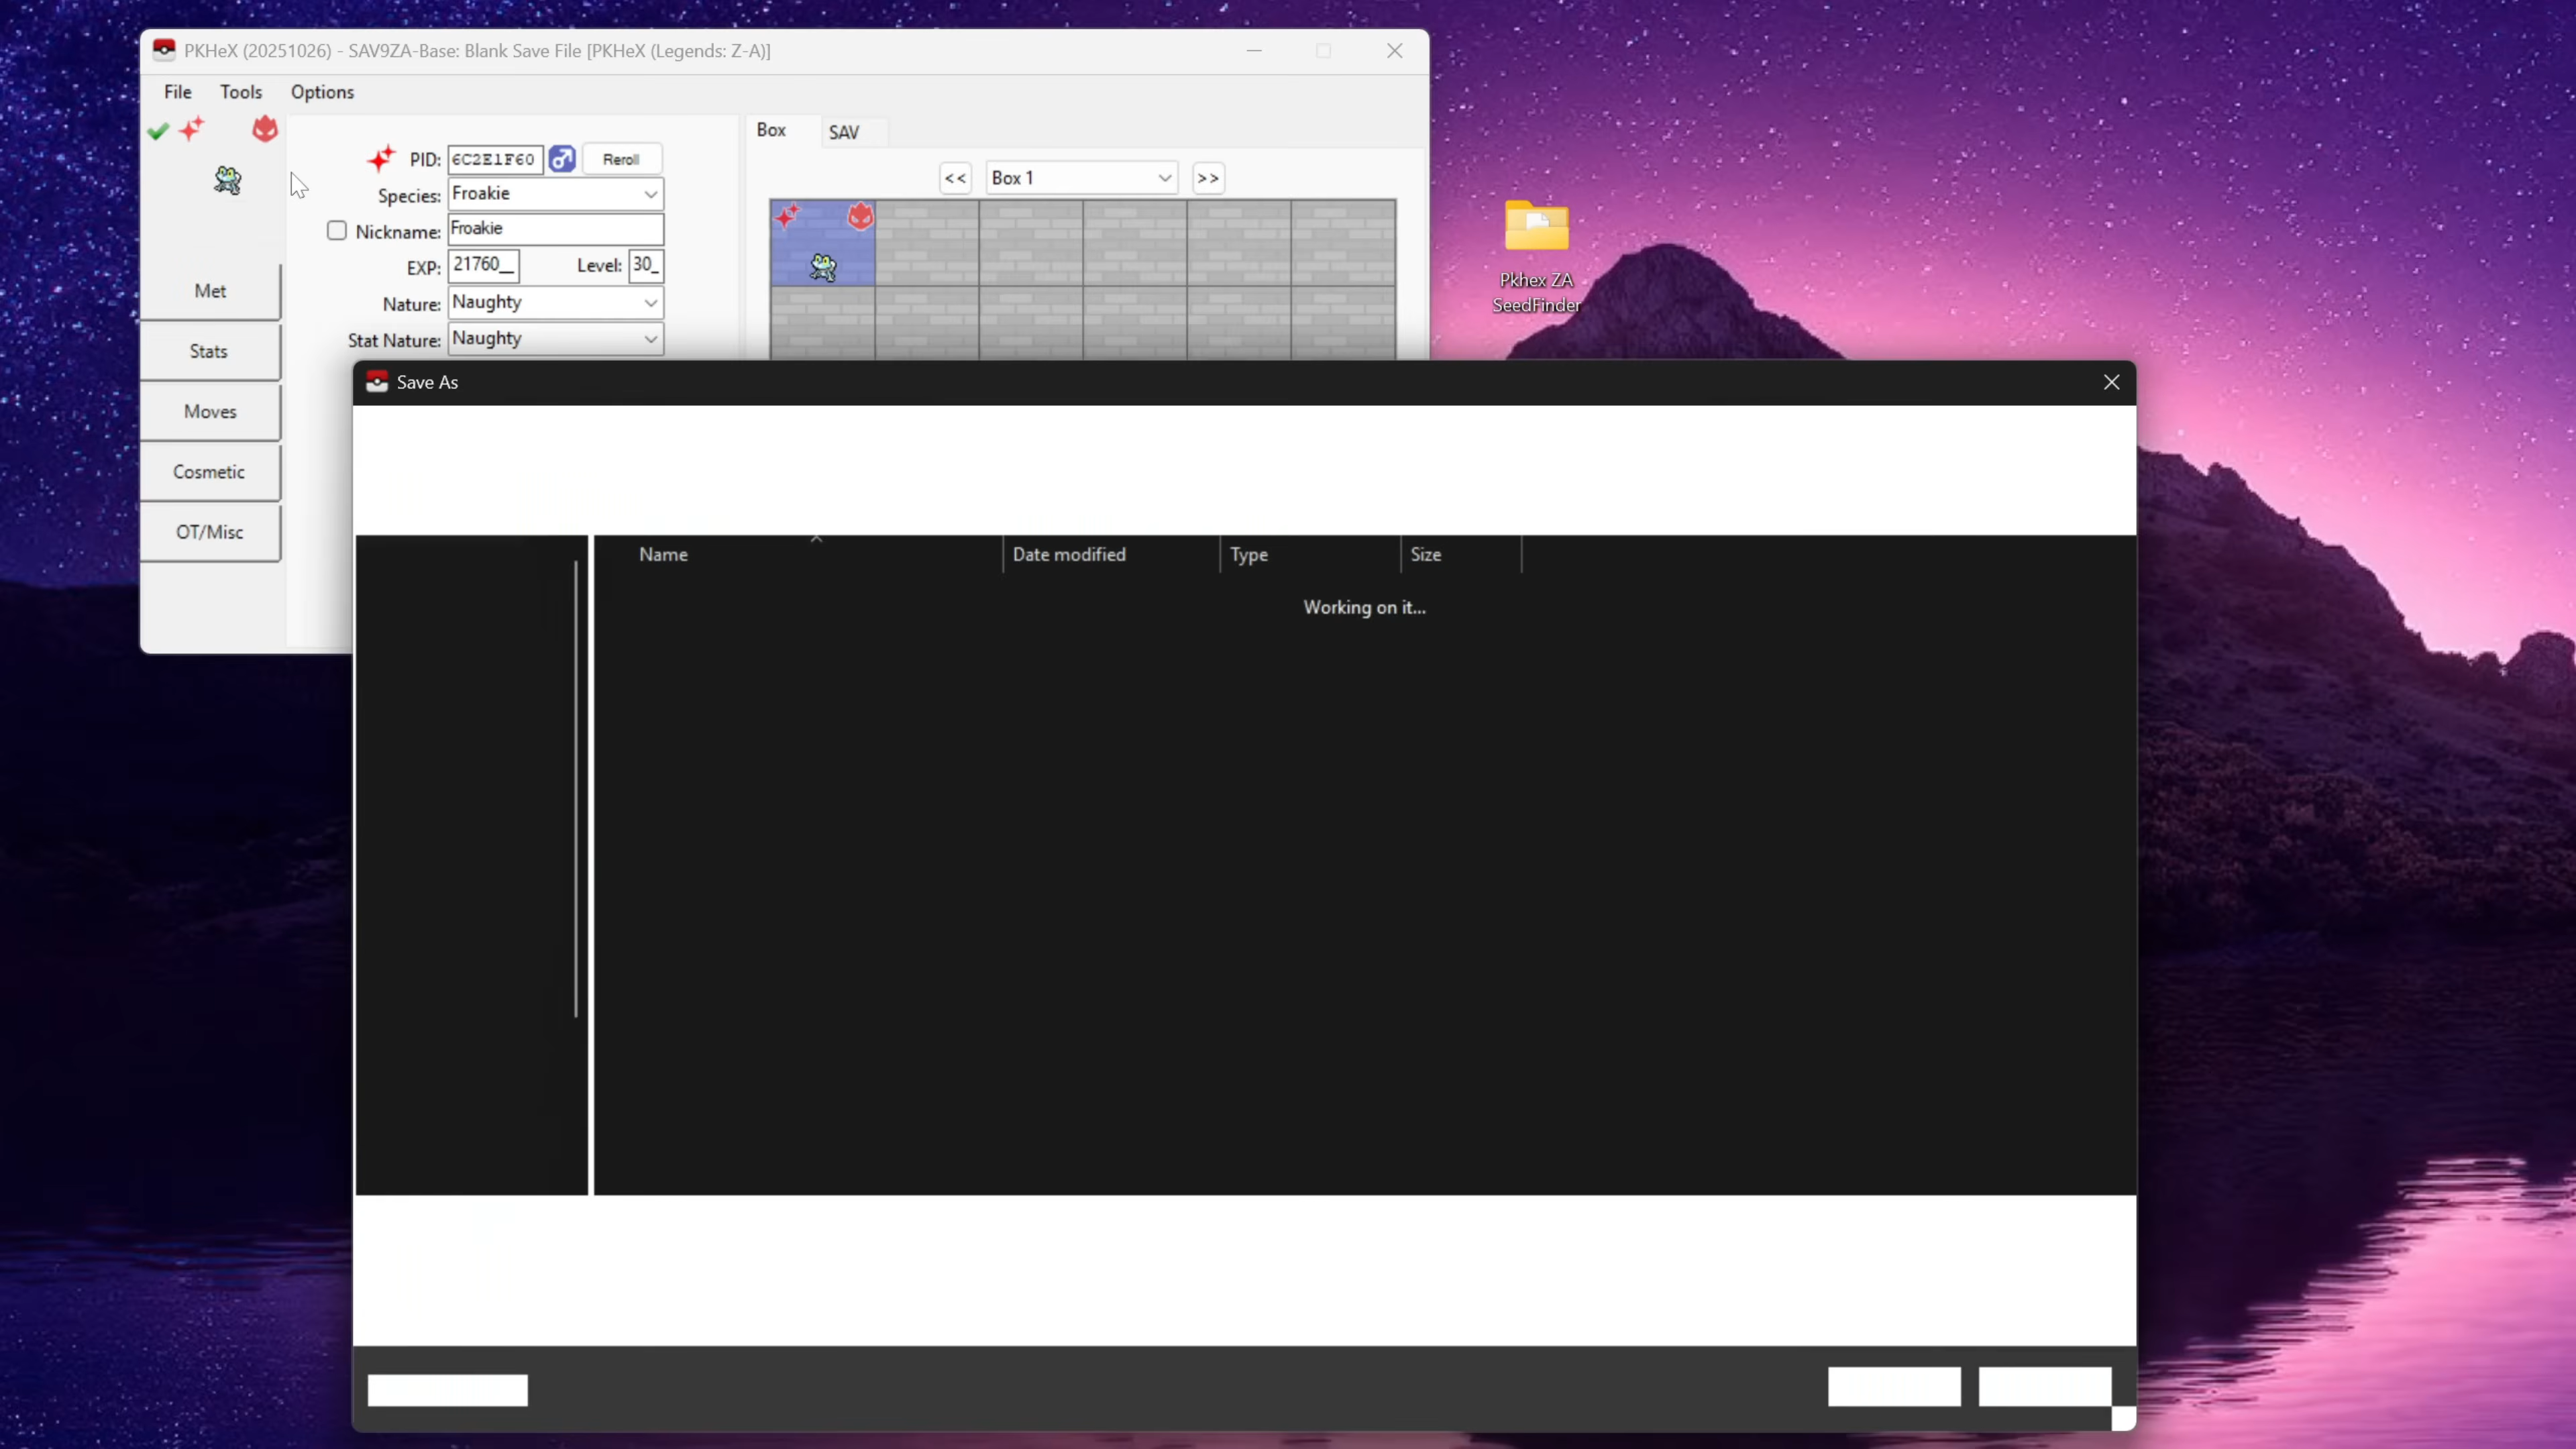 PKHeX (20251026) - SAV9ZA-Base: Blank Save File [PKHeX (Legends: Z-A)]
File Tools Options
PID: 6C2E1F60 Reroll
Species: Froakie
Nickname: Froakie
EXP: 21760__ Level: 30_
Nature: Naughty
Stat Nature: Naughty
Met
Stats
Moves
Cosmetic
OT/Misc
Box SAV
<< Box 1 >>
Pkhex ZA
SeedFinder
Save As
Name Date modified Type Size
Working on it...